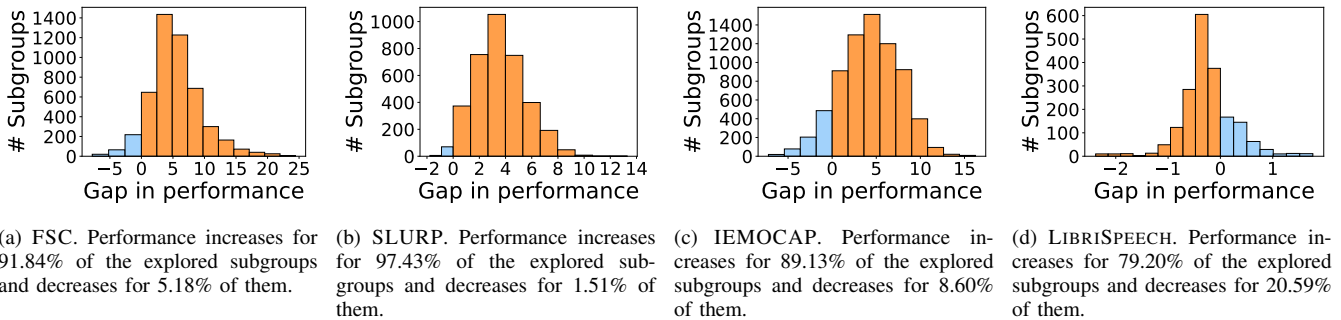 1400
1200
1000
800
600
400
200
0
# Subgroups
−5 0 5 10 15 20 25
Gap in performance
1000
800
600
400
200
0
# Subgroups
−2 0 2 4 6 8 10 12 14
Gap in performance
1400
1200
1000
800
600
400
200
0
# Subgroups
−5 0 5 10 15
Gap in performance
600
500
400
300
200
100
0
# Subgroups
−2 −1 0 1
Gap in performance
(a) FSC. Performance increases for
91.84% of the explored subgroups
and decreases for 5.18% of them.
(b) SLURP. Performance increases
for 97.43% of the explored sub-
groups and decreases for 1.51% of
them.
(c) IEMOCAP. Performance in-
creases for 89.13% of the explored
subgroups and decreases for 8.60%
of them.
(d) LIBRISPEECH. Performance in-
creases for 79.20% of the explored
subgroups and decreases for 20.59%
of them.